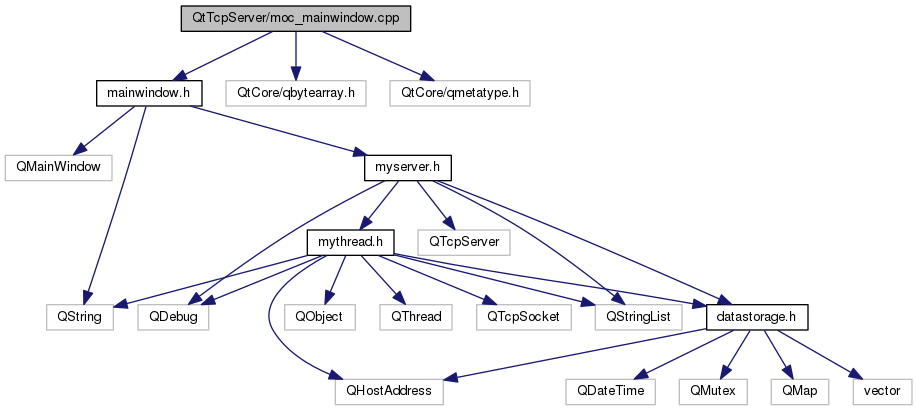 QtTcpServer/moc_mainwindow.cpp
mainwindow.h
QtCore/qbytearray.h
QtCore/qmetatype.h
QMainWindow
myserver.h
mythread.h
QTcpServer
QString
QDebug
QObject
QThread
QTcpSocket
QStringList
datastorage.h
QHostAddress
QDateTime
QMutex
QMap
vector